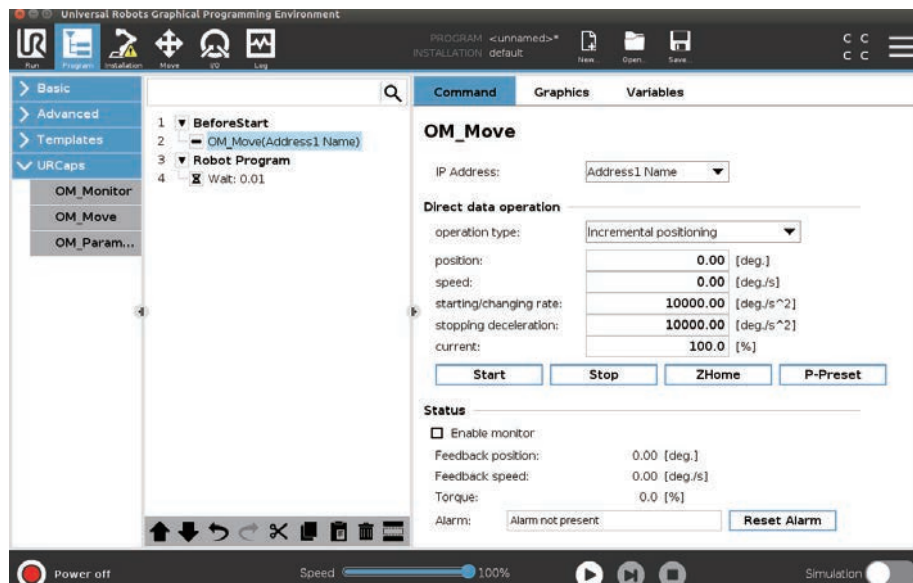 Universal Robots Graphical Programming Environment
UR
PROGRAM <unnamed>*
INSTALLATION default
Run Program Installation Move I/O Log
New... Open... Save...
C C
C C
Basic
Advanced
Templates
URCaps
OM_Monitor
OM_Move
OM_Param...
1 BeforeStart
2 OM_Move(Address1 Name)
3 Robot Program
4 Wait: 0.01
Command Graphics Variables
OM_Move
IP Address: Address1 Name
Direct data operation
operation type: Incremental positioning
position: 0.00 [deg.]
speed: 0.00 [deg./s]
starting/changing rate: 10000.00 [deg./s^2]
stopping deceleration: 10000.00 [deg./s^2]
current: 100.0 [%]
Start Stop ZHome P-Preset
Status
Enable monitor
Feedback position: 0.00 [deg.]
Feedback speed: 0.00 [deg./s]
Torque: 0.0 [%]
Alarm: Alarm not present Reset Alarm
Power off
Speed 100%
Simulation